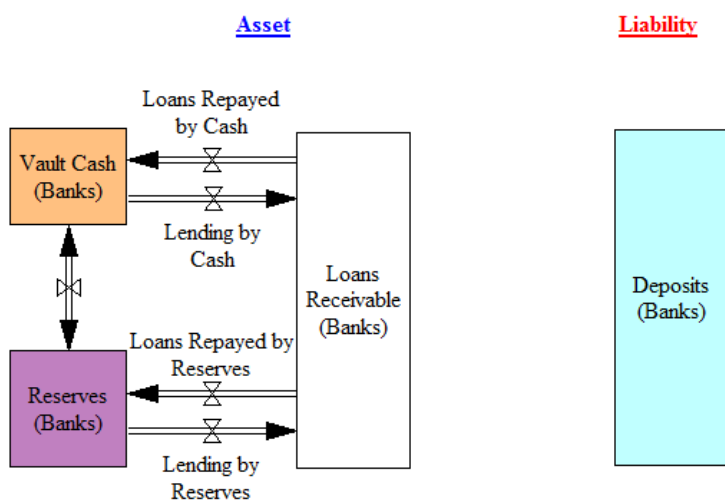 Asset
Liability
Loans Repayed
by Cash
Vault Cash
(Banks)
Lending by
Cash
Loans
Receivable
(Banks)
Deposits
(Banks)
Loans Repayed by
Reserves
Reserves
(Banks)
Lending by
Reserves